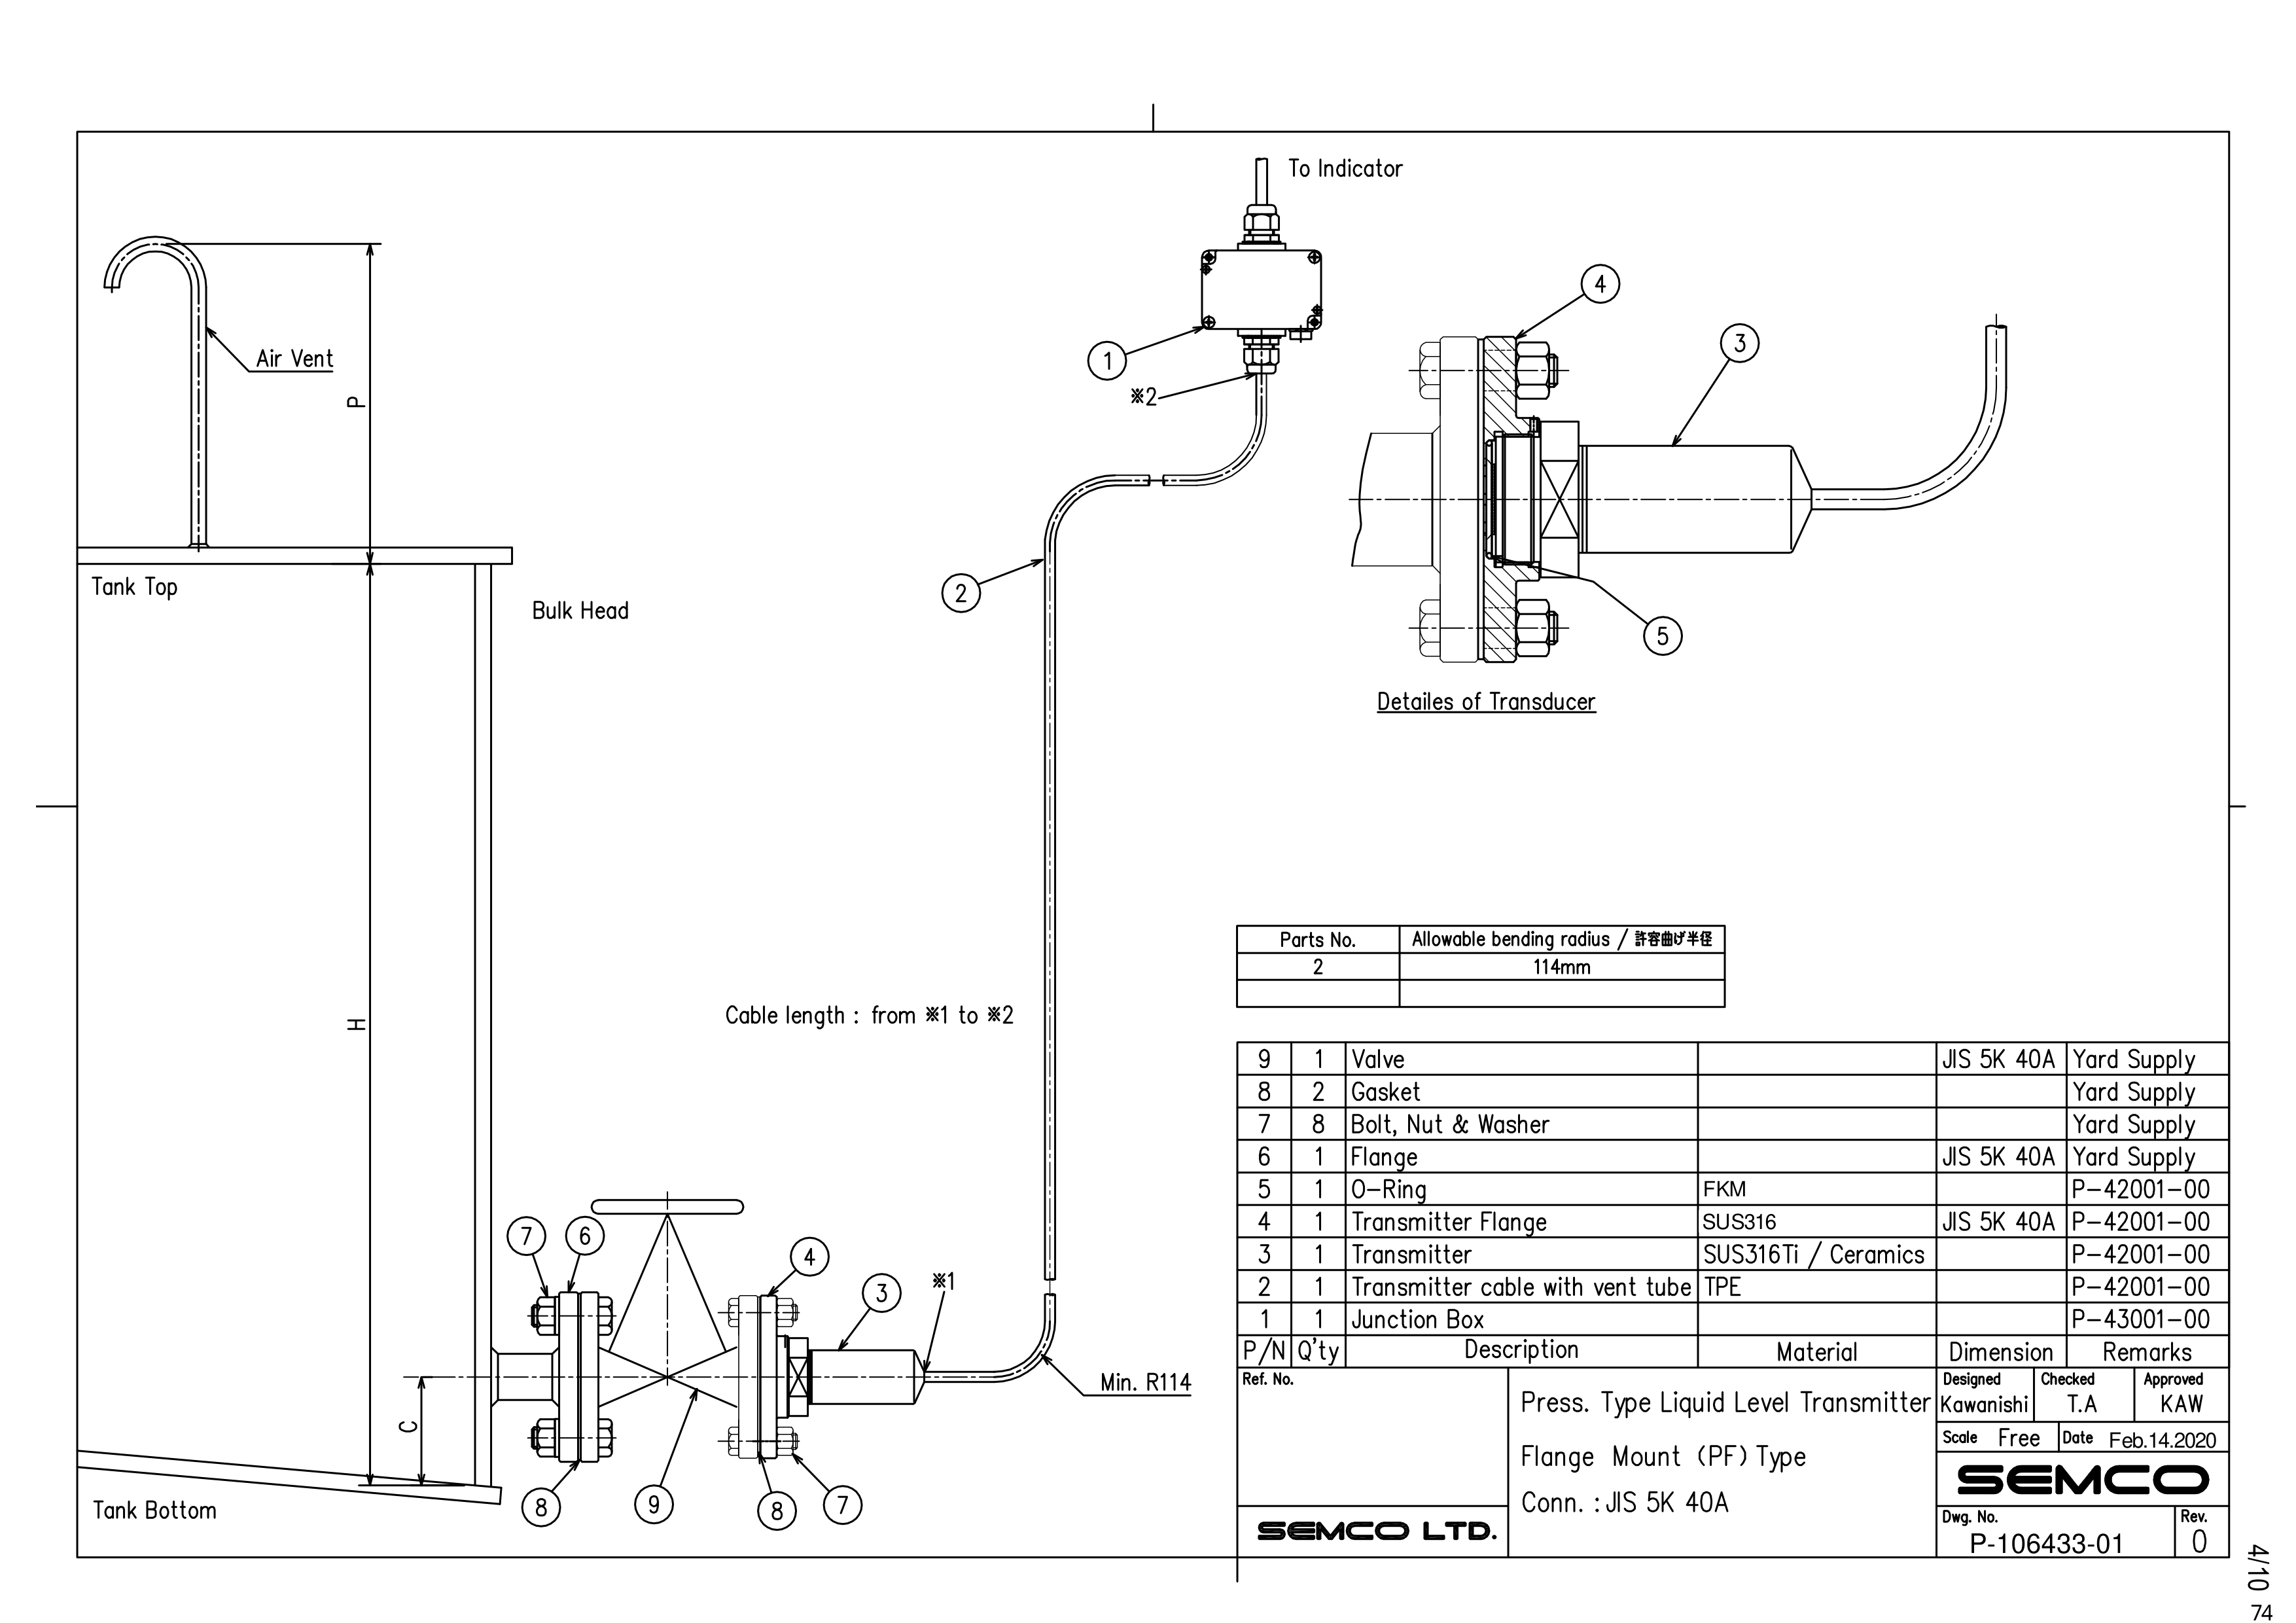 To Indicator
4
3
Air Vent
1
P
※2
Tank Top
Bulk Head
2
5
Detailes of Transducer
Parts No. Allowable bending radius / 許容曲げ半径
2 114mm
Cable length : from ※1 to ※2
H
9 1 Valve JIS 5K 40A Yard Supply
8 2 Gasket Yard Supply
7 8 Bolt, Nut & Washer Yard Supply
6 1 Flange JIS 5K 40A Yard Supply
5 1 O-Ring FKM P-42001-00
4 1 Transmitter Flange SUS316 JIS 5K 40A P-42001-00
3 1 Transmitter SUS316Ti / Ceramics P-42001-00
2 1 Transmitter cable with vent tube TPE P-42001-00
1 1 Junction Box P-43001-00
P/N Q'ty Description Material Dimension Remarks
7 6 4 3 ※1
Min. R114
C
8 9 8 7
Tank Bottom
Ref. No.
Press. Type Liquid Level Transmitter
Flange Mount (PF) Type
Conn. : JIS 5K 40A
SEMCO LTD.
Designed Checked Approved
Kawanishi T.A KAW
Scale Free Date Feb.14.2020
SEMCO
Dwg. No. Rev.
P-106433-01 0
4/10
74